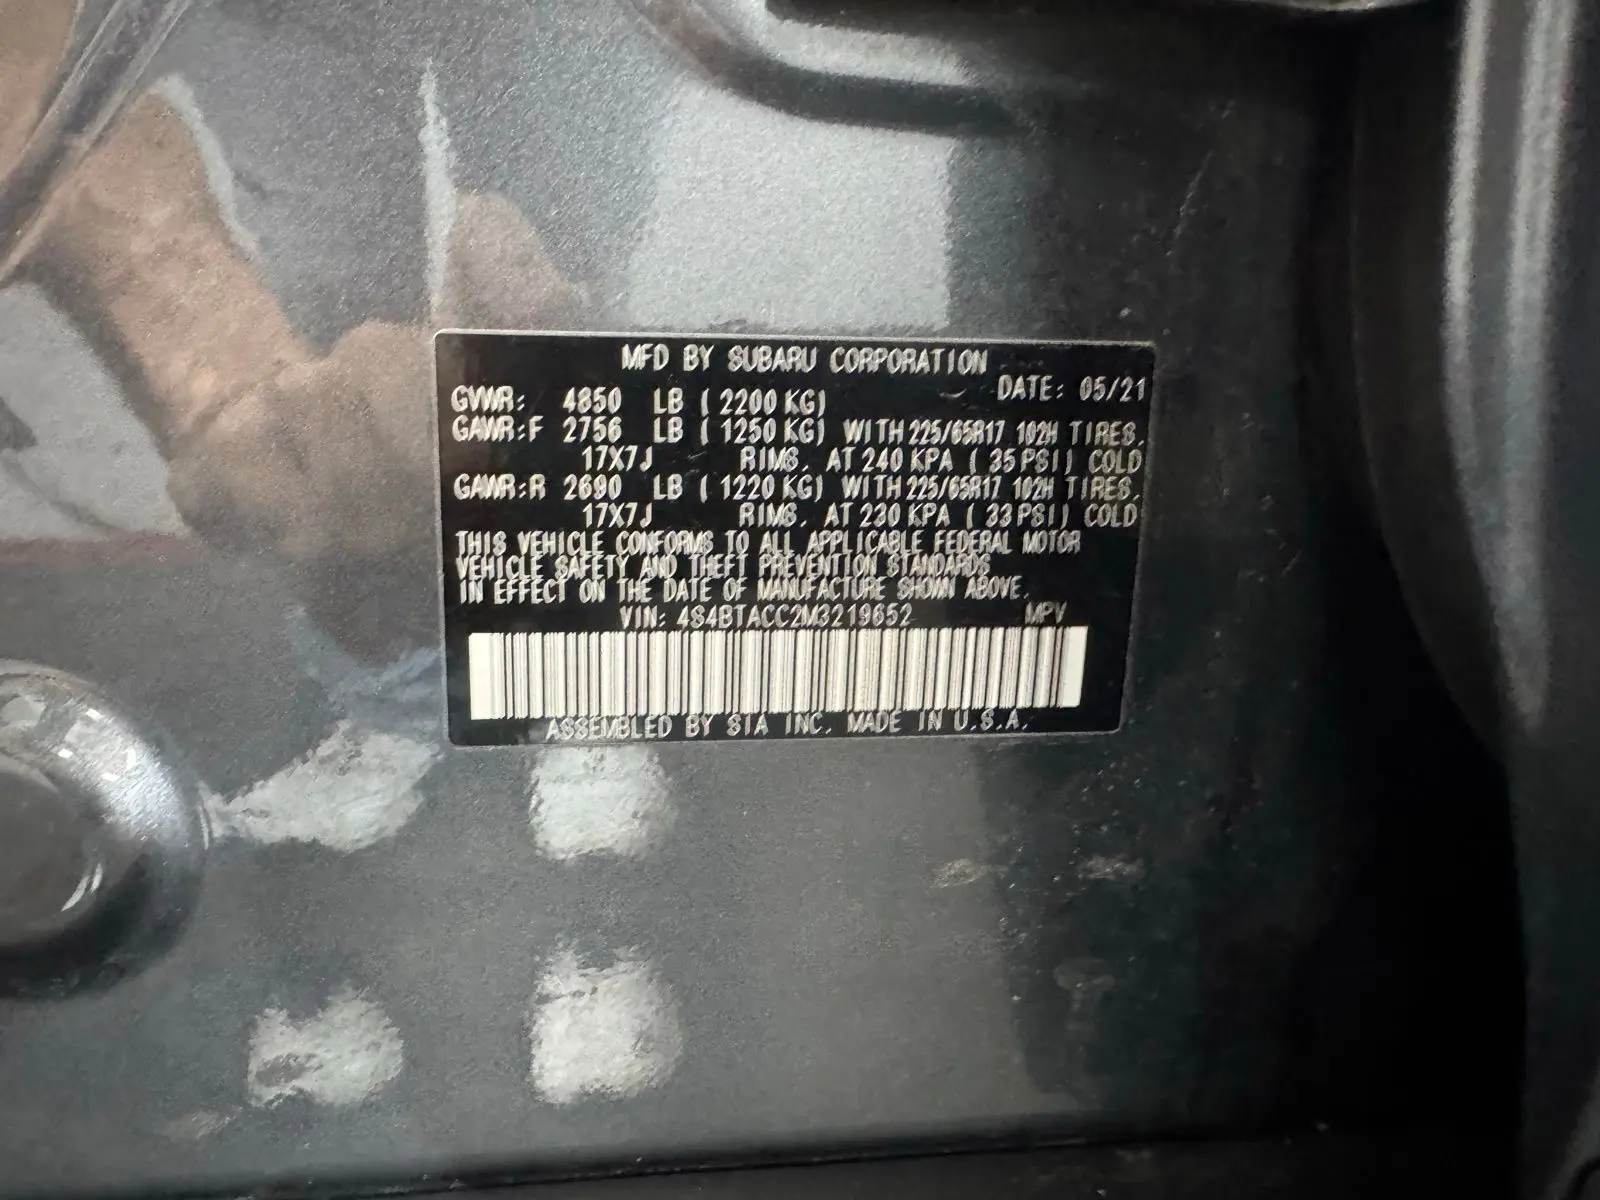 MFD BY SUBARU CORPORATION
DATE: 05/21
GVWR: 4850 LB ( 2200 KG)
GAWR:F 2756 LB ( 1250 KG) WITH 225/65R17 102H TIRES,
17X7J RIMS, AT 240 KPA ( 35 PSI) COLD
GAWR:R 2690 LB ( 1220 KG) WITH 225/65R17 102H TIRES,
17X7J RIMS, AT 230 KPA ( 33 PSI) COLD
THIS VEHICLE CONFORMS TO ALL APPLICABLE FEDERAL MOTOR
VEHICLE SAFETY AND THEFT PREVENTION STANDARDS
IN EFFECT ON THE DATE OF MANUFACTURE SHOWN ABOVE.
VIN: 4S4BTACC2M3219652 MPV
ASSEMBLED BY SIA INC. MADE IN U.S.A.